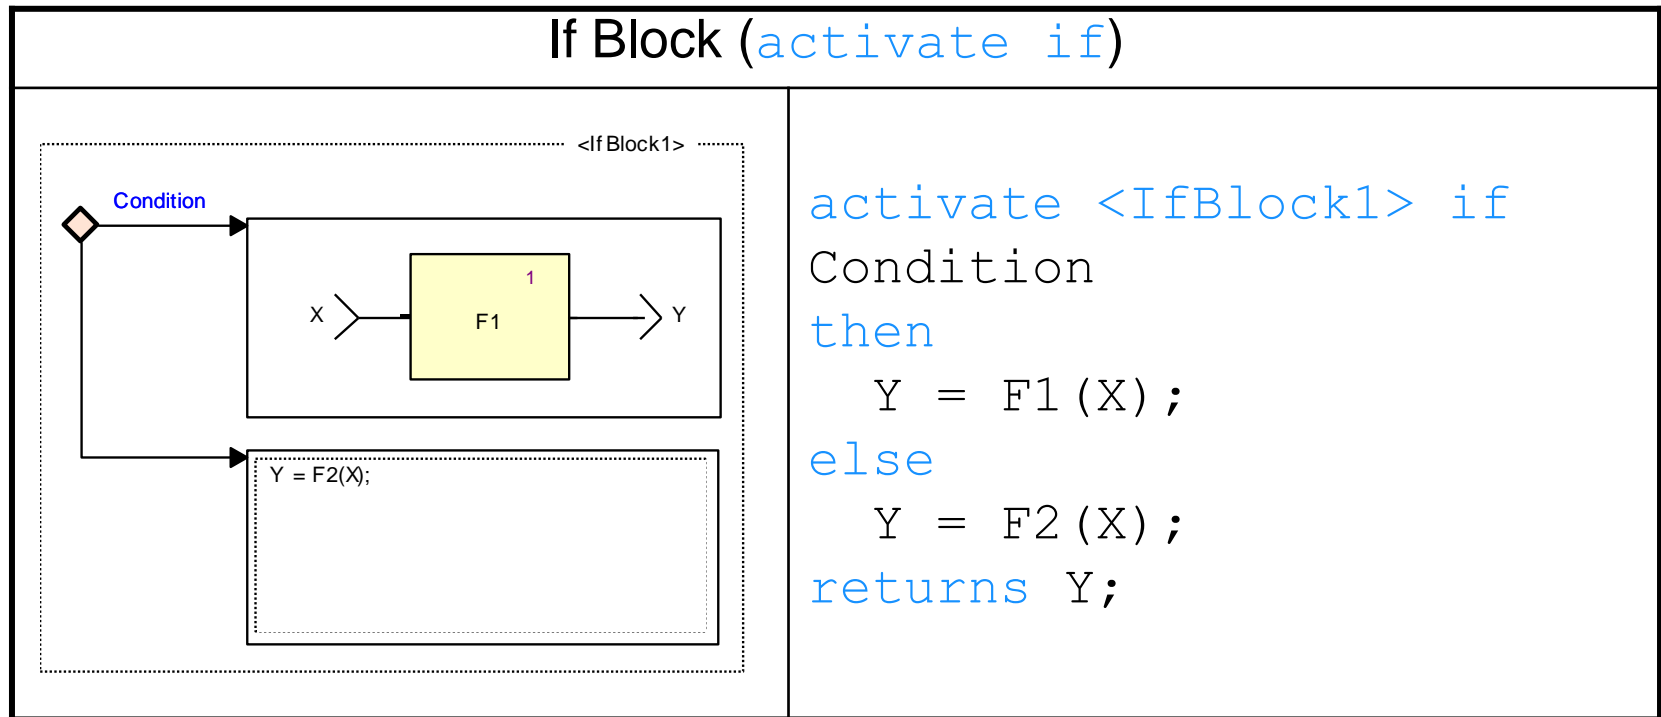 If Block (activate if)
<If Block1>
Condition
1
X
F1
Y
Y = F2(X);
activate <IfBlock1> if
Condition
then
Y = F1(X);
else
Y = F2(X);
returns Y;